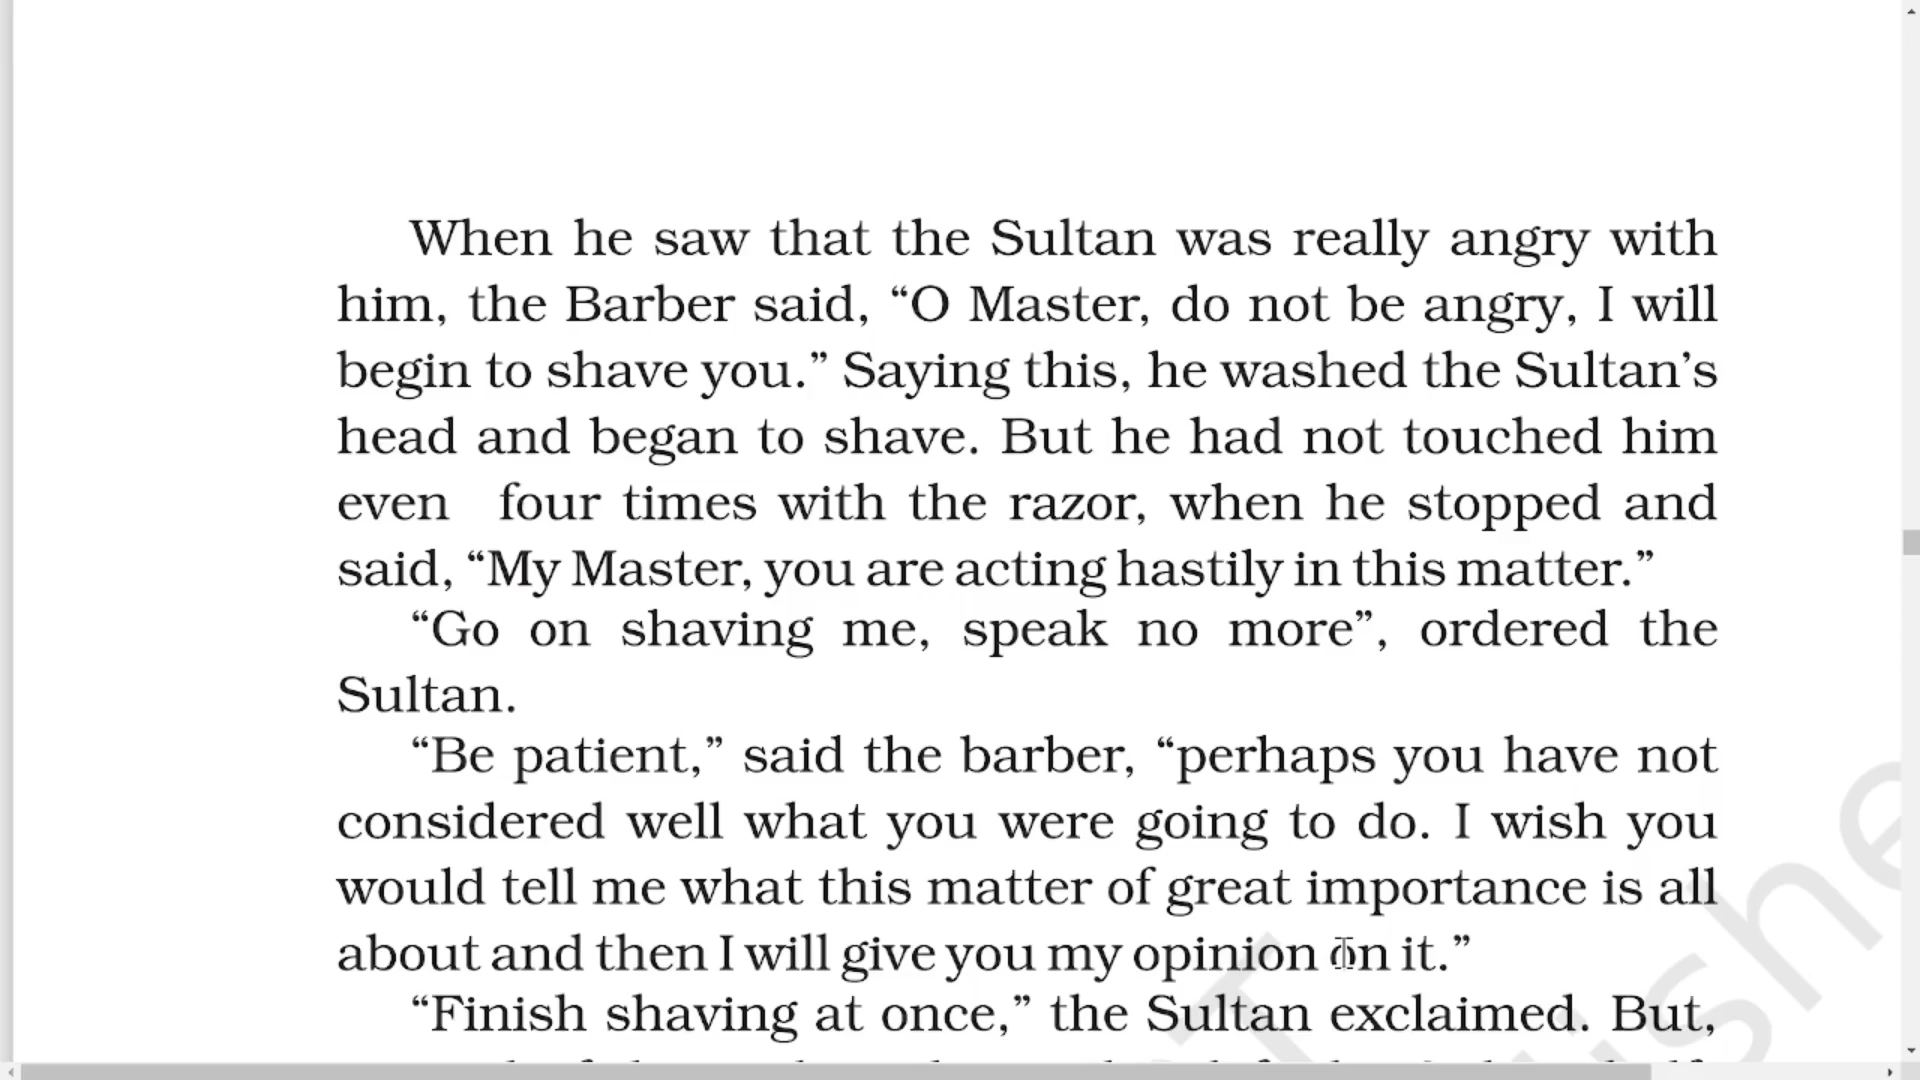 When he saw that the Sultan was really angry with
him, the Barber said, “O Master, do not be angry, I will
begin to shave you.” Saying this, he washed the Sultan’s
head and began to shave. But he had not touched him
even four times with the razor, when he stopped and
said, “My Master, you are acting hastily in this matter.”
“Go on shaving me, speak no more”, ordered the
Sultan.
“Be patient,” said the barber, “perhaps you have not
considered well what you were going to do. I wish you
would tell me what this matter of great importance is all
about and then I will give you my opinion on it.”
“Finish shaving at once,” the Sultan exclaimed. But,